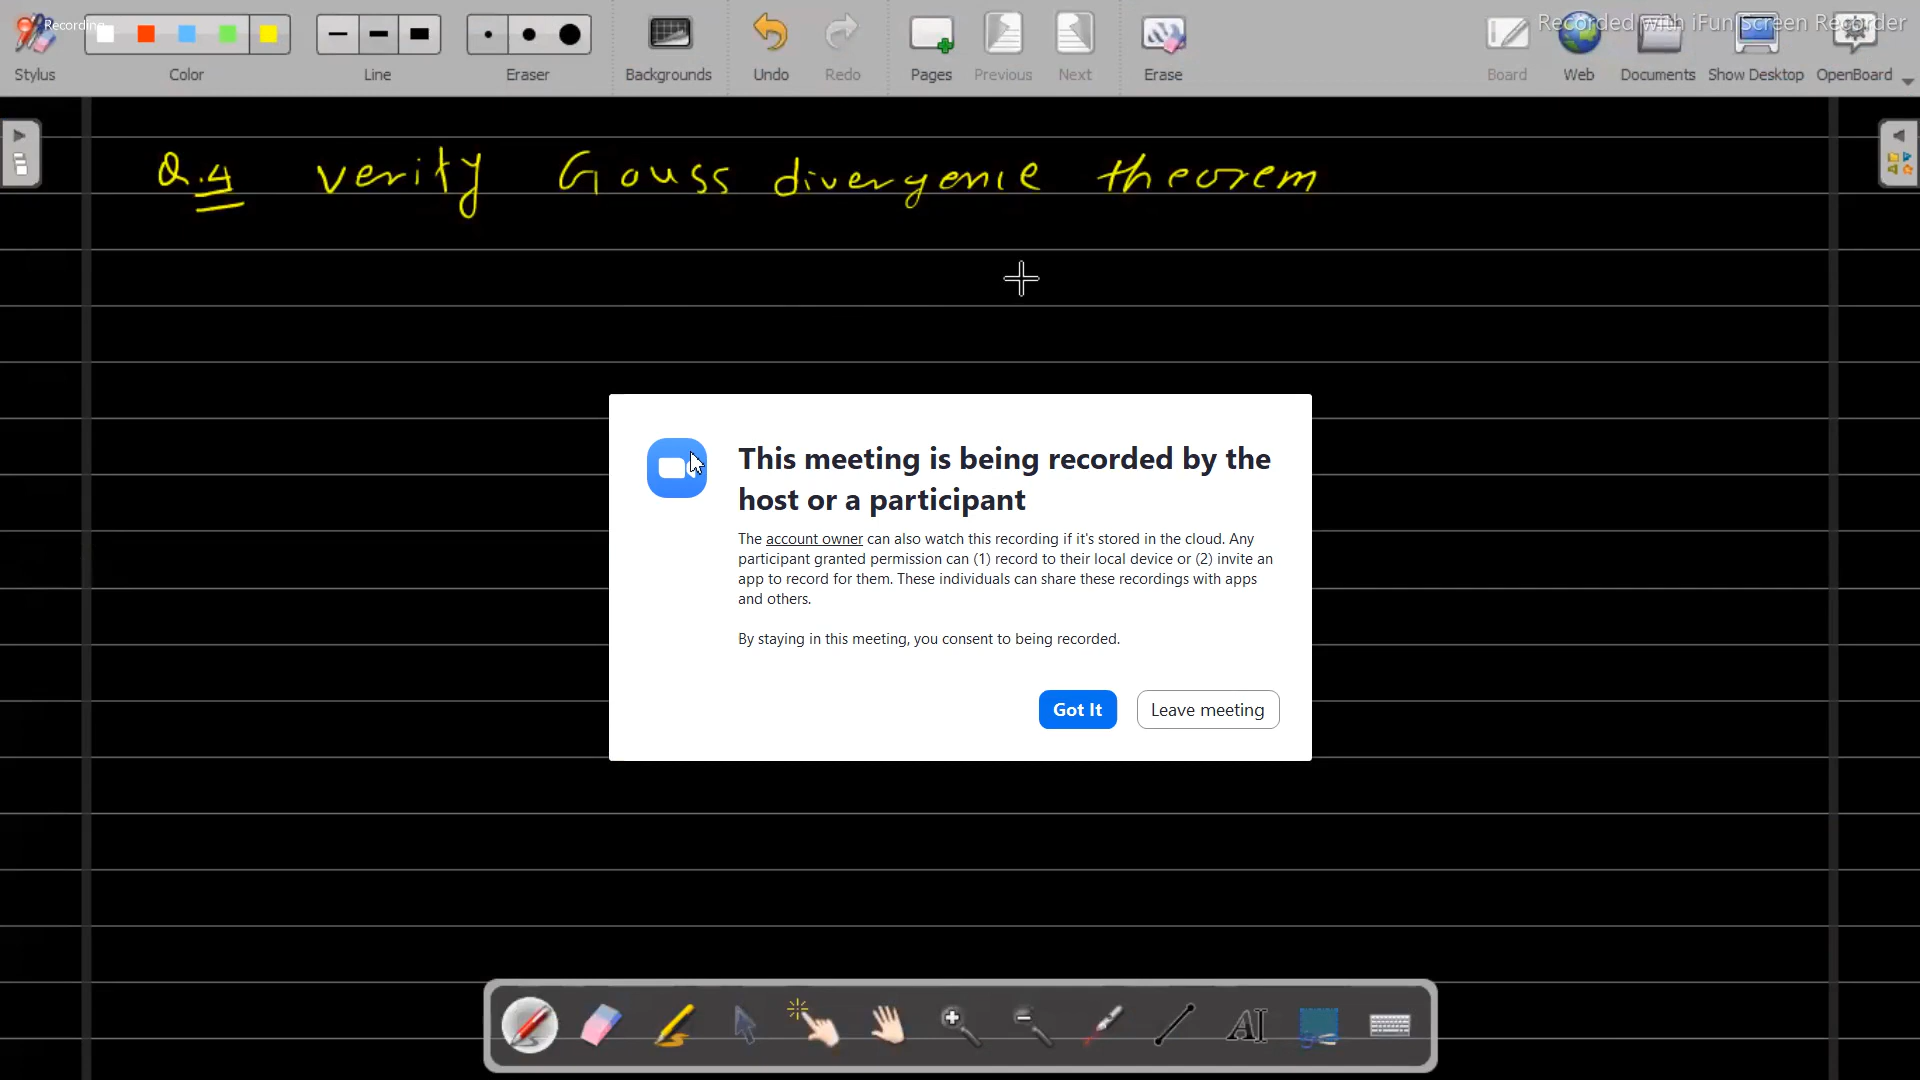 Recording...
Recorded with iFun Screen Recorder
Stylus Color Line Eraser Backgrounds Undo Redo Pages Previous Next Erase Board Web Documents Show Desktop OpenBoard
Q.4 verify Gauss divergence theorem
This meeting is being recorded by the
host or a participant
The account owner can also watch this recording if it's stored in the cloud. Any
participant granted permission can (1) record to their local device or (2) invite an
app to record for them. These individuals can share these recordings with apps
and others.
By staying in this meeting, you consent to being recorded.
Got It Leave meeting
AI